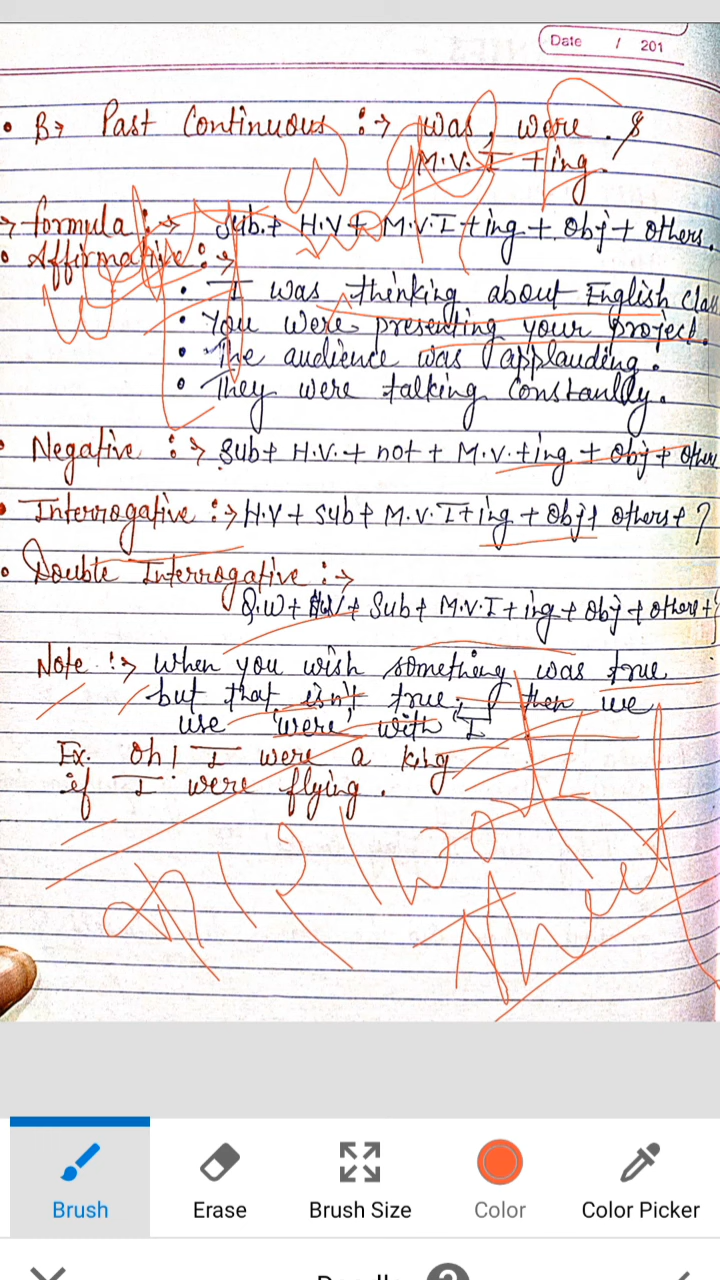 Date / 201
• B→ Past Continuous :→ was, were. &
M.V. I + ing.
→ formula :→ Sub.+ H.V + M.V.I +ing + Obj + others.
• Affirmative :→
• I was thinking about English clas
• You were presenting your project.
• The audience was applauding.
• They were talking constantly.
• Negative :→ Sub+ H.V.+ not + M.V.+ing + Obj + other
• Interrogative :→ H.V + Sub + M.V. I+ing + Obj+ others+?
• Double Interrogative :→
Q.W+ H.V+ Sub+ M.V.I+ing+Obj+others+?
Note :→ When you wish something was true
but that isn't true, then we
use 'were' with 'I'
Ex. Oh! I were a king
if I were flying.
Brush
Erase
Brush Size
Color
Color Picker